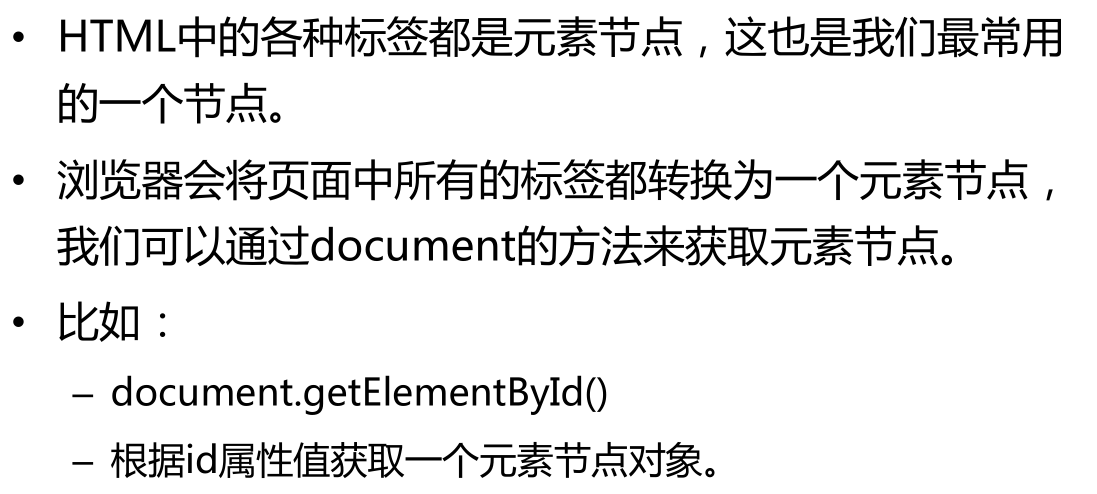 • HTML中的各种标签都是元素节点，这也是我们最常用
的一个节点。
• 浏览器会将页面中所有的标签都转换为一个元素节点，
我们可以通过document的方法来获取元素节点。
• 比如：
– document.getElementById()
– 根据id属性值获取一个元素节点对象。